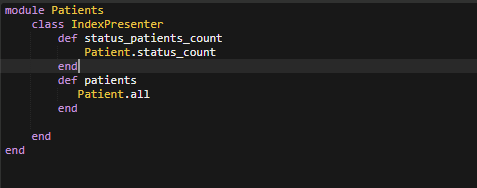 module Patients
    class IndexPresenter
        def status_patients_count
            Patient.status_count
        end
        def patients
           Patient.all
        end

    end
end